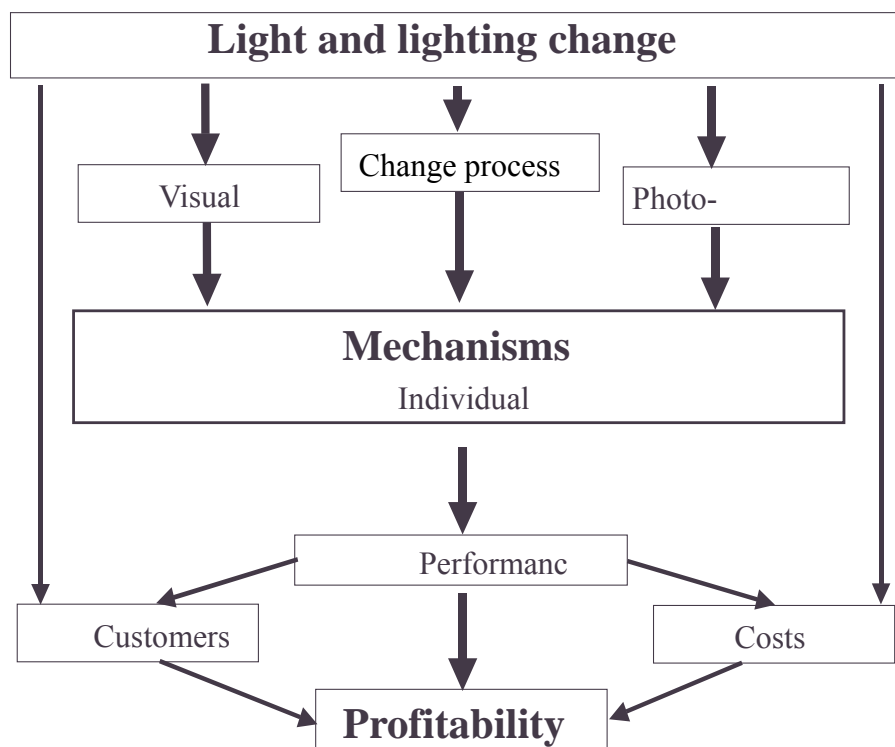 Light and lighting change
Change process
Visual
Photo-
Mechanisms
Individual
Performanc
Customers
Costs
Profitability